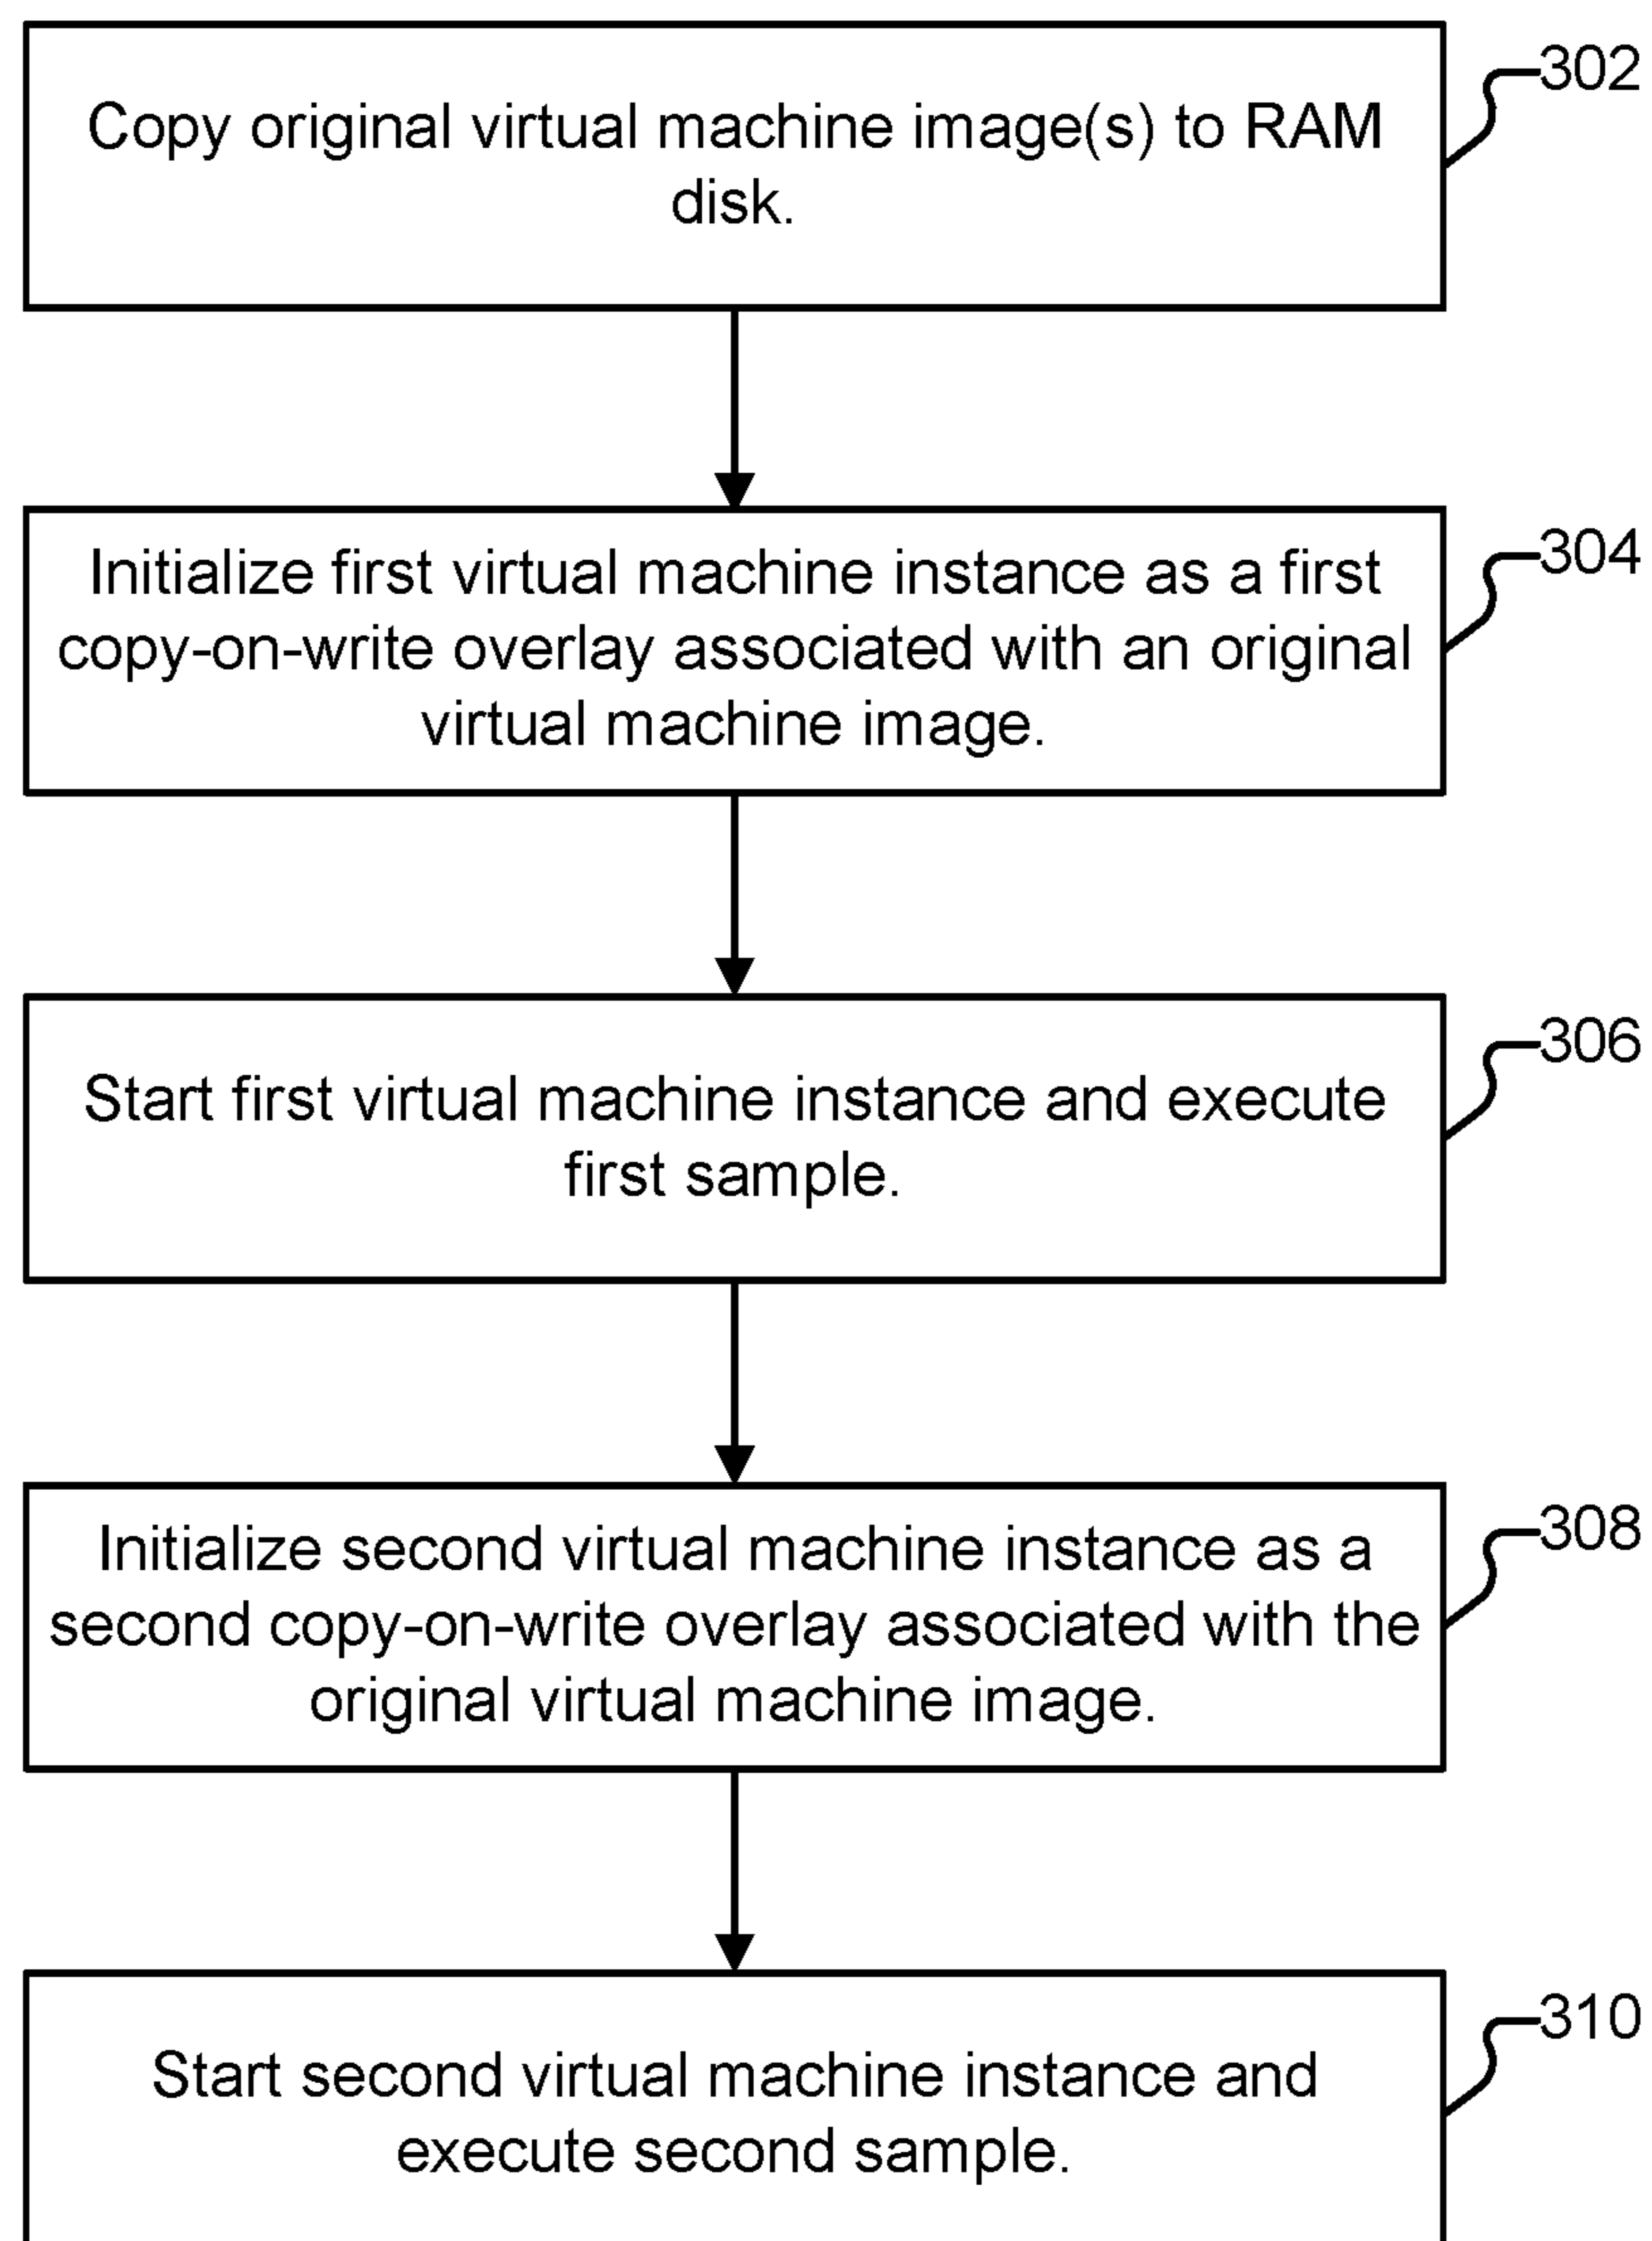 302
Copy original virtual machine image(s) to RAM
disk.
304
Initialize first virtual machine instance as a first
copy-on-write overlay associated with an original
virtual machine image.
306
Start first virtual machine instance and execute
first sample.
308
Initialize second virtual machine instance as a
second copy-on-write overlay associated with the
original virtual machine image.
310
Start second virtual machine instance and
execute second sample.